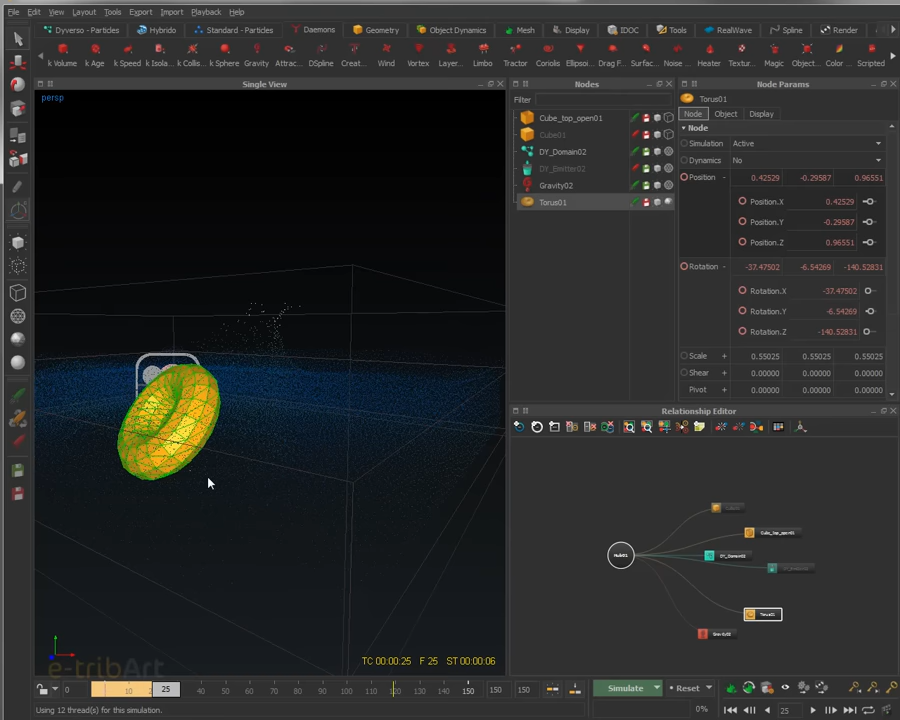 File Edit View Layout Tools Export Import Playback Help
Dyverso - Particles Hybrido Standard - Particles Daemons Geometry Object Dynamics Mesh Display IDOC Tools RealWave Spline Render
k Volume k Age k Speed k Isola... k Collis... k Sphere Gravity Attrac... DSpline Creat... Wind Vortex Layer... Limbo Tractor Coriolis Ellipsoi... Drag F... Surfac... Noise ... Heater Textur... Magic Object... Color ... Scripted
Single View
persp
TC 00:00:25 F 25 ST 00:00:06
e-tribArt
Nodes
Filter
Cube_top_open01
Cube01
DY_Domain02
DY_Emitter02
Gravity02
Torus01
Node Params
Torus01
Node Object Display
Node
Simulation Active
Dynamics No
Position 0.42529 -0.29587 0.96551
Position.X 0.42529
Position.Y -0.29587
Position.Z 0.96551
Rotation -37.47502 -6.54269 -140.52831
Rotation.X -37.47502
Rotation.Y -6.54269
Rotation.Z -140.52831
Scale 0.55025 0.55025 0.55025
Shear 0.00000 0.00000 0.00000
Pivot 0.00000 0.00000 0.00000
Relationship Editor
Hub01
Cube_top_open01
DY_Domain02
Torus01
Gravity02
0 10 25 40 50 60 70 80 90 100 110 120 130 140 150 150 150
Simulate Reset
Using 12 thread(s) for this simulation.
0% 25